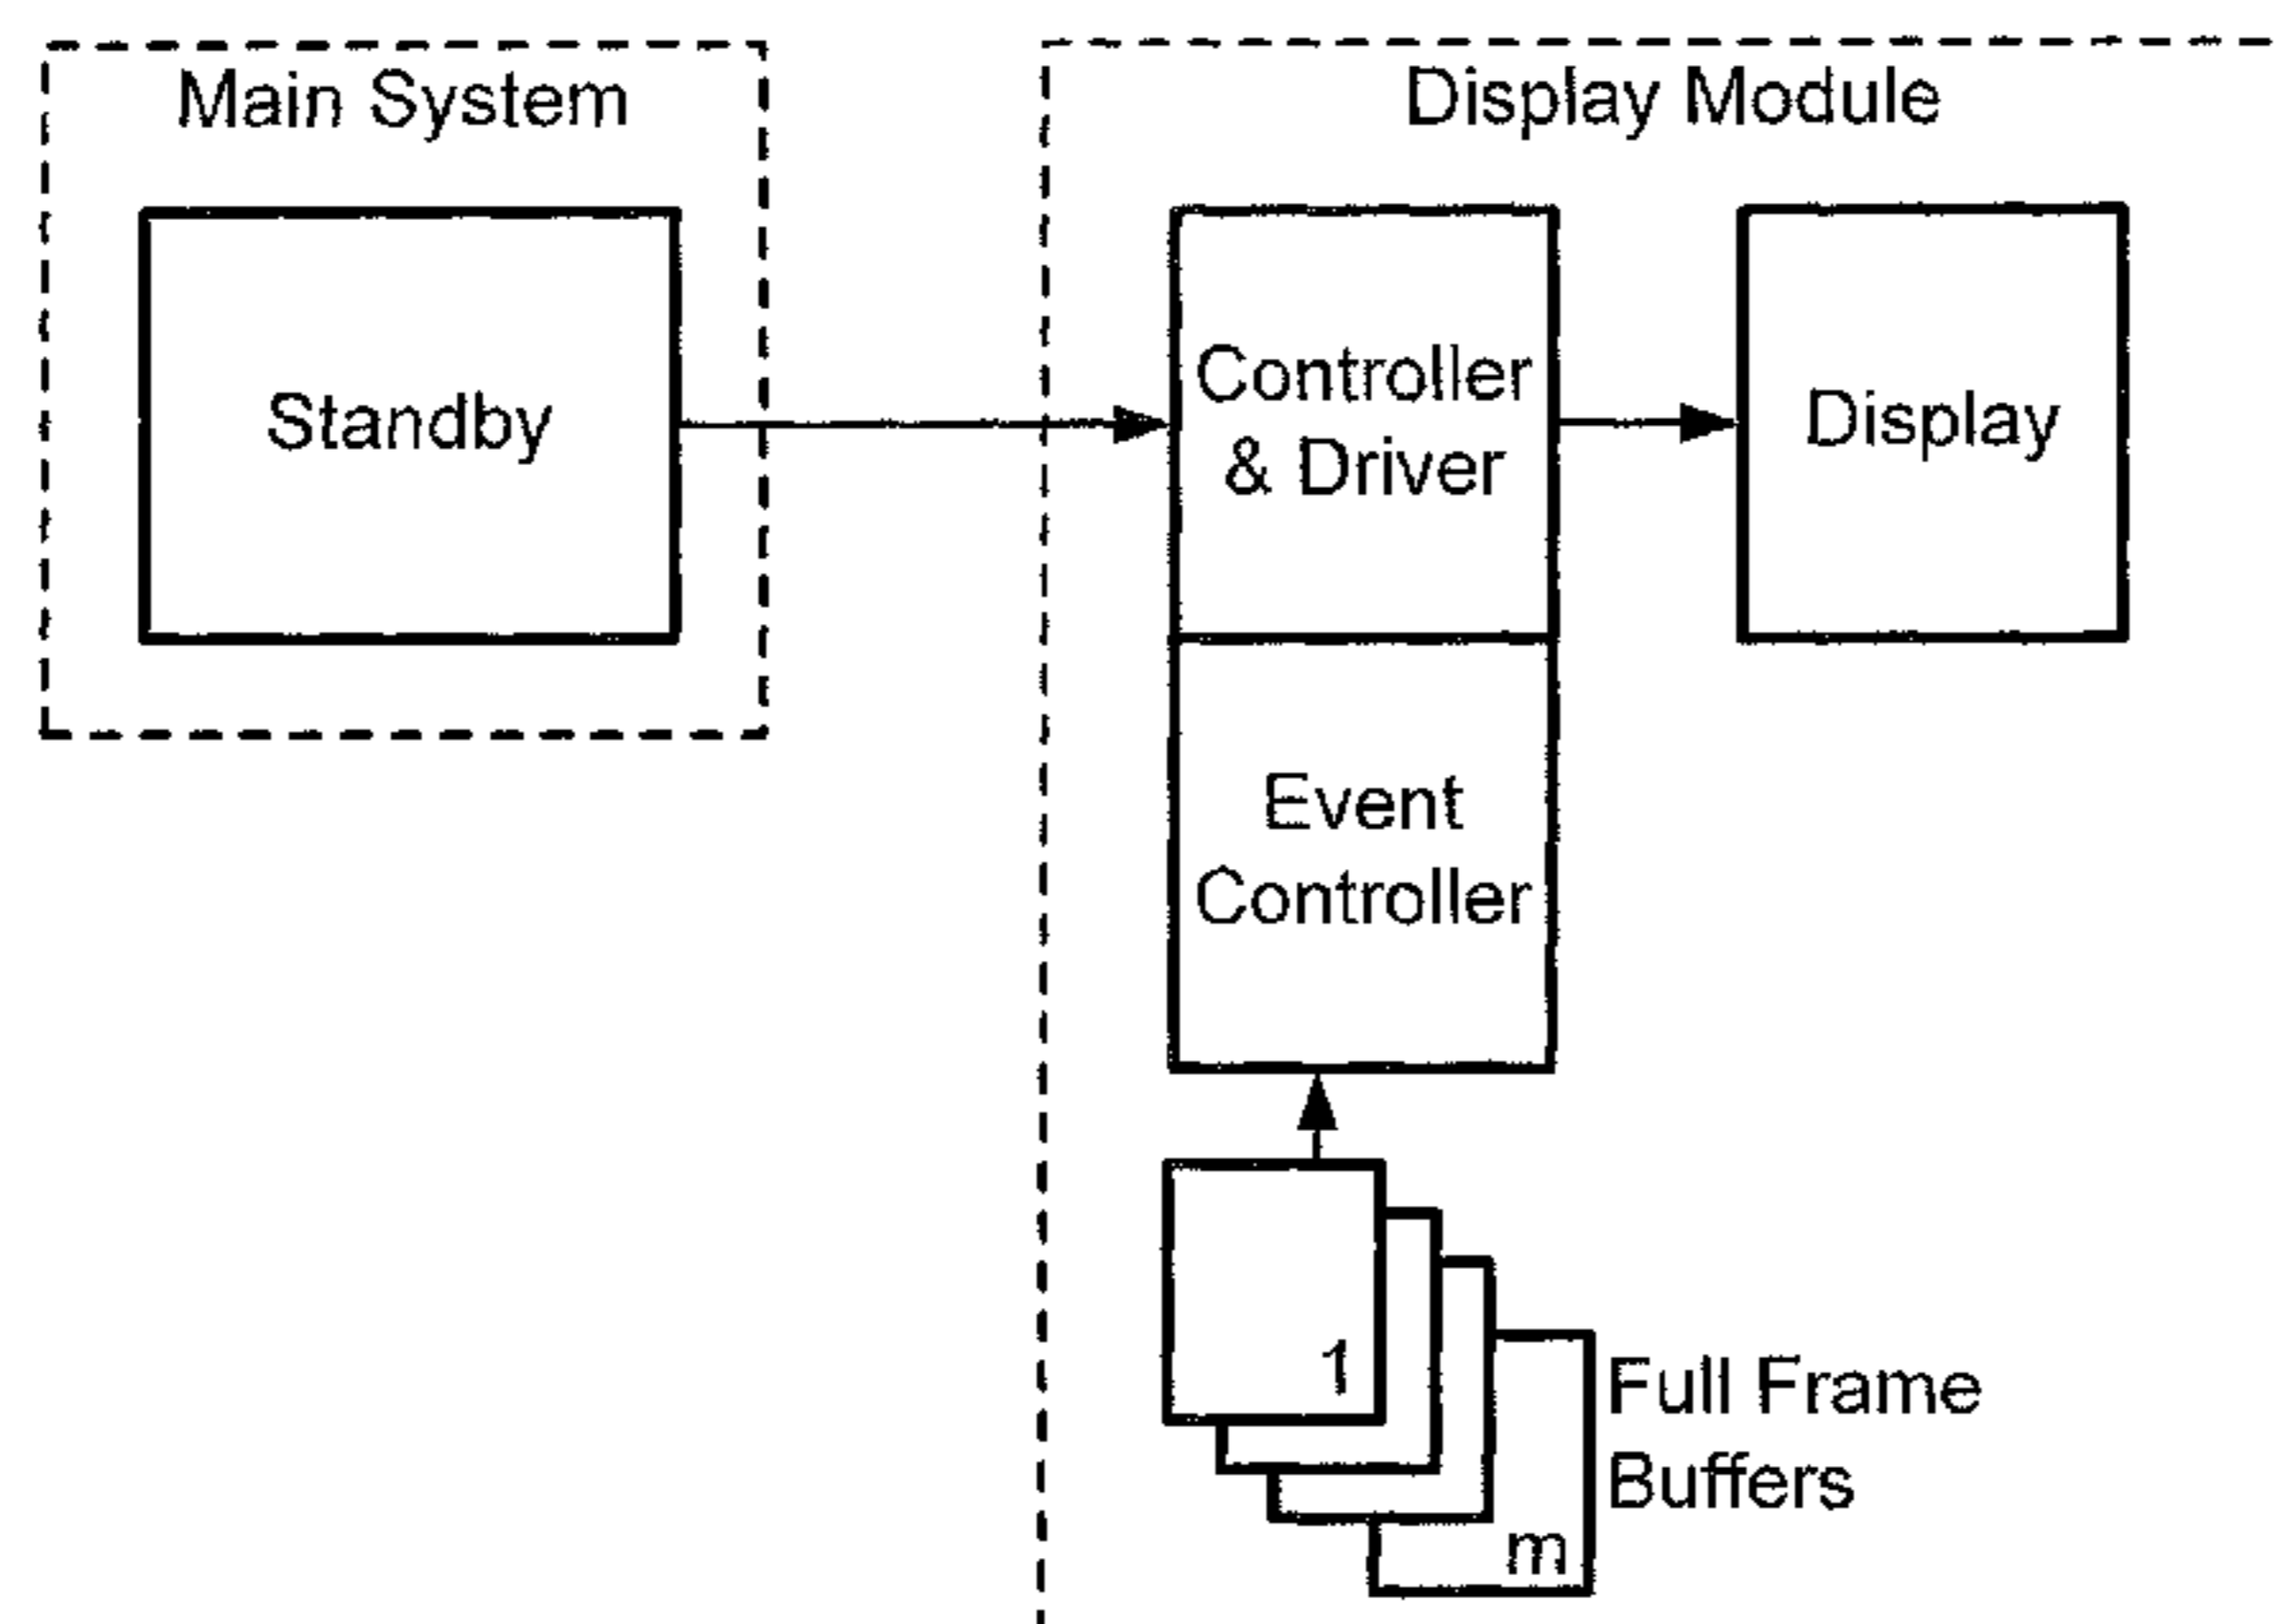 Main System
Standby
Display Module
Controller
& Driver
Display
Event
Controller
1
m
Full Frame
Buffers